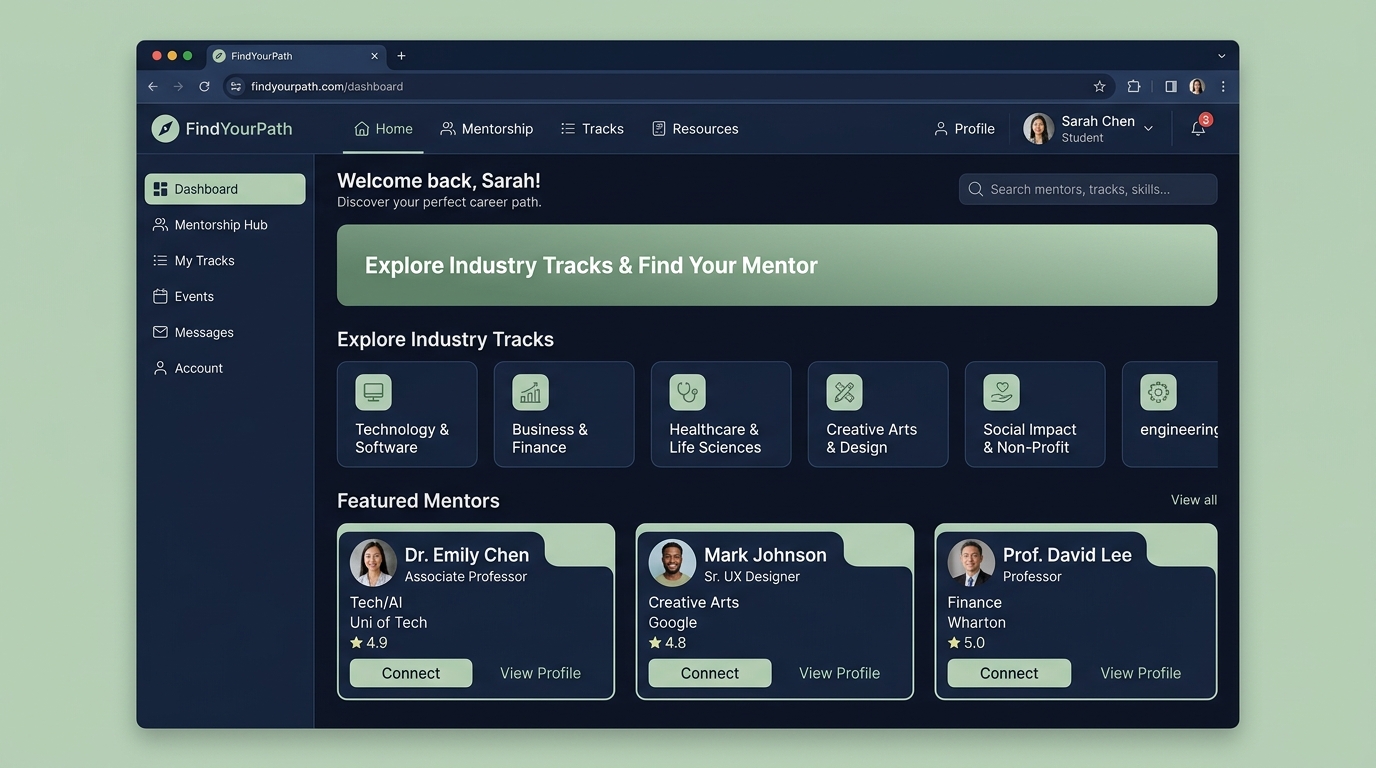 FindYourPath
findyourpath.com/dashboard
FindYourPath
Home
Mentorship
Tracks
Resources
Profile
Sarah Chen
Student
3
Dashboard
Mentorship Hub
My Tracks
Events
Messages
Account
Welcome back, Sarah!
Discover your perfect career path.
Search mentors, tracks, skills...
Explore Industry Tracks & Find Your Mentor
Explore Industry Tracks
Technology &
Software
Business &
Finance
Healthcare &
Life Sciences
Creative Arts
& Design
Social Impact
& Non-Profit
engineering
Featured Mentors
View all
Dr. Emily Chen
Associate Professor
Tech/AI
Uni of Tech
4.9
Connect
View Profile
Mark Johnson
Sr. UX Designer
Creative Arts
Google
4.8
Connect
View Profile
Prof. David Lee
Professor
Finance
Wharton
5.0
Connect
View Profile